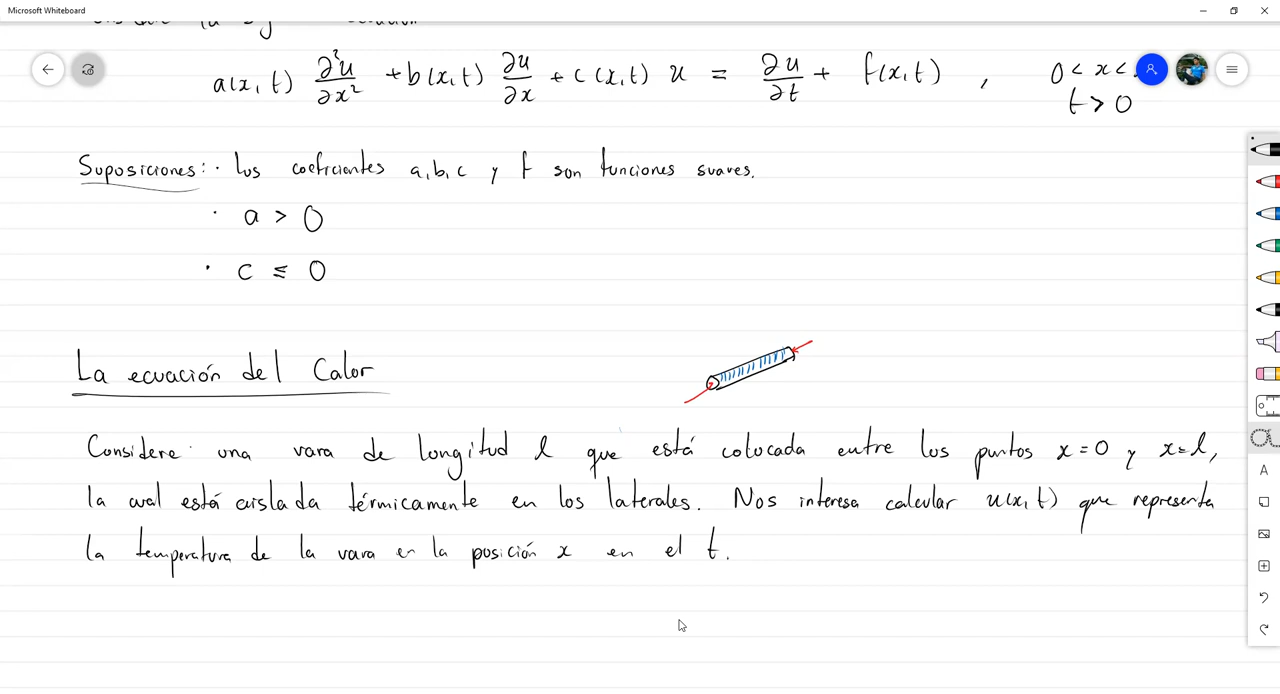 Microsoft Whiteboard
a(x,t) ∂²u/∂x² + b(x,t) ∂u/∂x + c(x,t) u = ∂u/∂t + f(x,t) , 0 < x <
t > 0
Suposiciones: · Los coeficientes a, b, c y f son funciones suaves.
· a > 0
· c ≤ 0
La ecuación del Calor
Considere una vara de longitud l que está colocada entre los puntos x=0 y x=l,
la cual está aislada térmicamente en los laterales. Nos interesa calcular u(x,t) que representa
la temperatura de la vara en la posición x en el t.
A